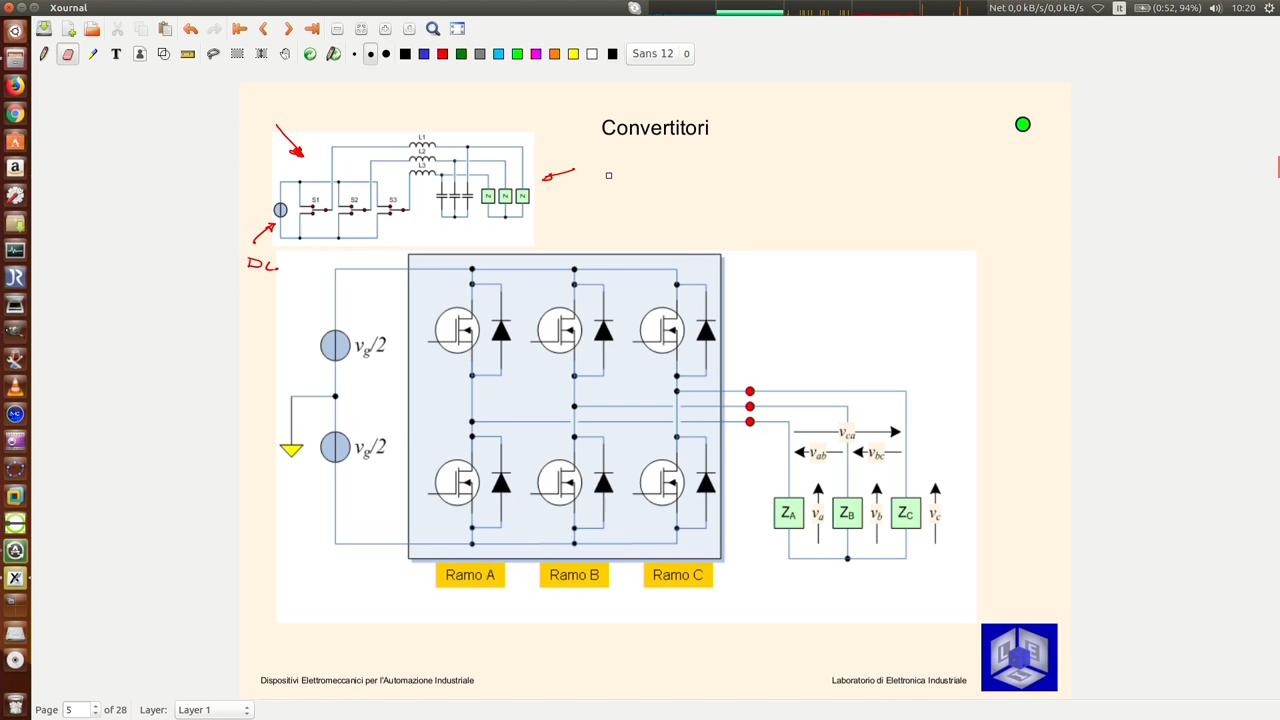 Xournal
Net 0,0 kB/s/0,0 kB/s
It
(0:52, 94%)
10:20
T
Sans 12
0
Convertitori
L1
L2
L3
S1
S2
S3
Z
Z
Z
DC
vg/2
vg/2
vca
vab
vbc
ZA
va
ZB
vb
ZC
vc
Ramo A
Ramo B
Ramo C
Dispositivi Elettromeccanici per l'Automazione Industriale
Laboratorio di Elettronica Industriale
Page
5
of 28
Layer:
Layer 1